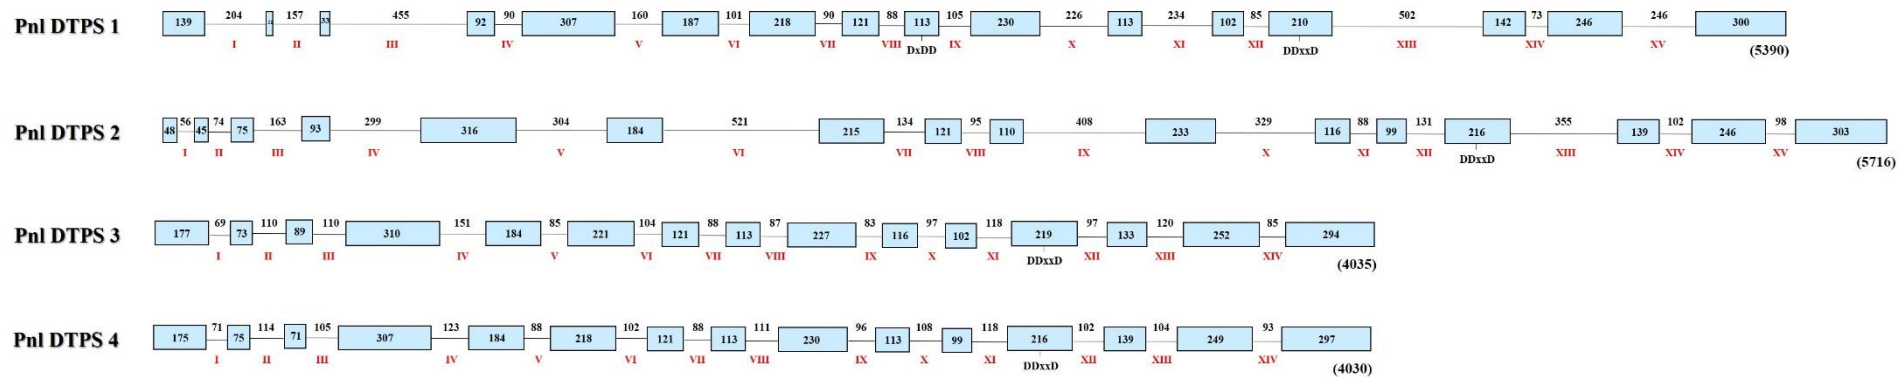 204 157 455 90 160 101 90 88 105 226 234 85 502 73 246
Pnl DTPS 1 139 21 33 92 307 187 218 121 113 230 113 102 210 142 246 300
I II III IV V VI VII VIII IX X XI XII XIII XIV XV
DxDD DDxxD (5390)
56 74 163 299 304 521 134 95 408 329 88 131 355 102 98
Pnl DTPS 2 48 45 75 93 316 184 215 121 110 233 116 99 216 139 246 303
I II III IV V VI VII VIII IX X XI XII XIII XIV XV
DDxxD (5716)
69 110 110 151 85 104 88 87 83 97 118 97 120 85
Pnl DTPS 3 177 73 89 310 184 221 121 113 227 116 102 219 133 252 294
I II III IV V VI VII VIII IX X XI XII XIII XIV
DDxxD (4035)
71 114 105 123 88 102 88 111 96 108 118 102 104 93
Pnl DTPS 4 175 75 71 307 184 218 121 113 230 113 99 216 139 249 297
I II III IV V VI VII VIII IX X XI XII XIII XIV
DDxxD (4030)